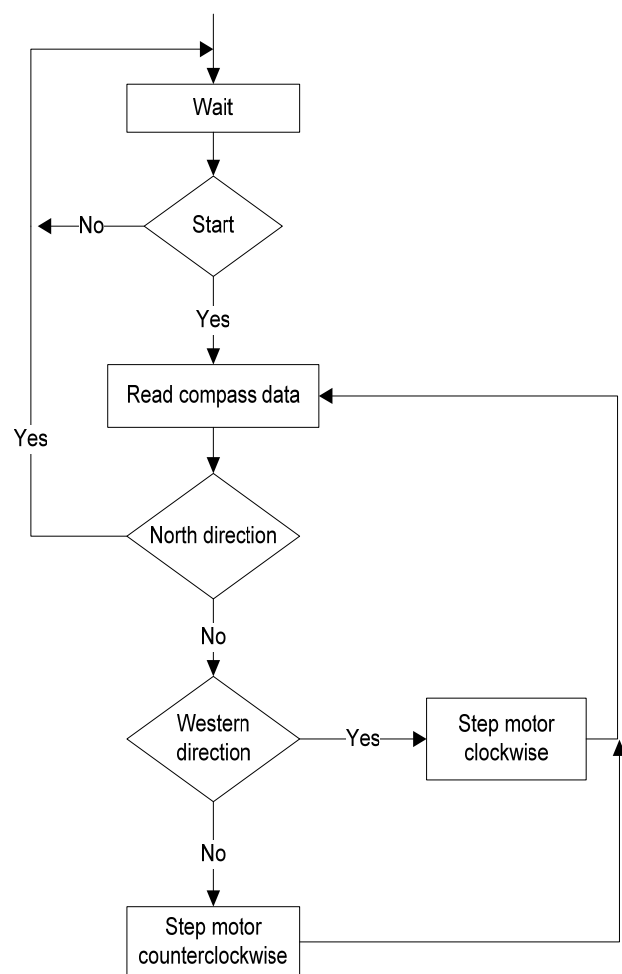 Wait
No
Start
Yes
Read compass data
Yes
North direction
No
Western
direction
Yes
Step motor
clockwise
No
Step motor
counterclockwise